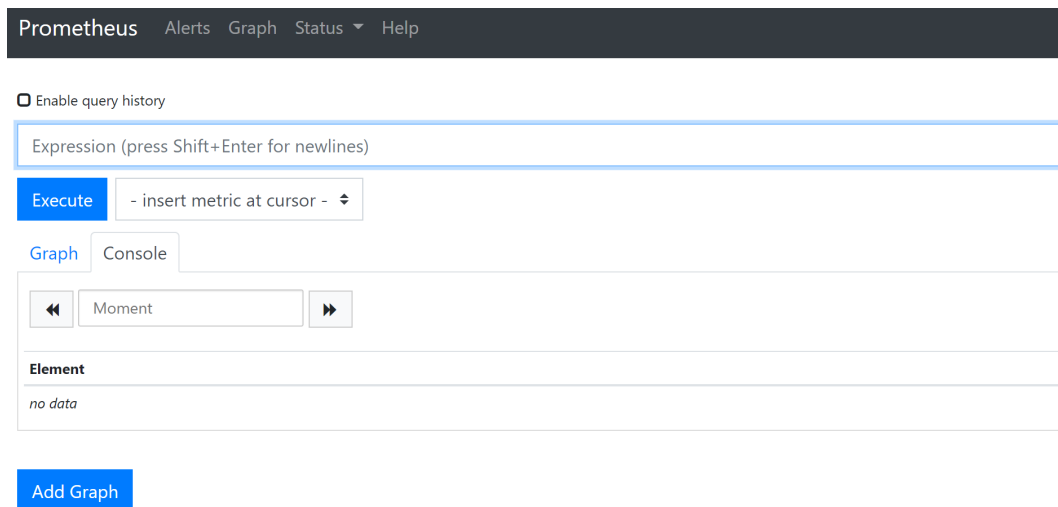 Prometheus Alerts Graph Status Help
Enable query history
Expression (press Shift+Enter for newlines)
Execute - insert metric at cursor -
Graph Console
Moment
Element
no data
Add Graph